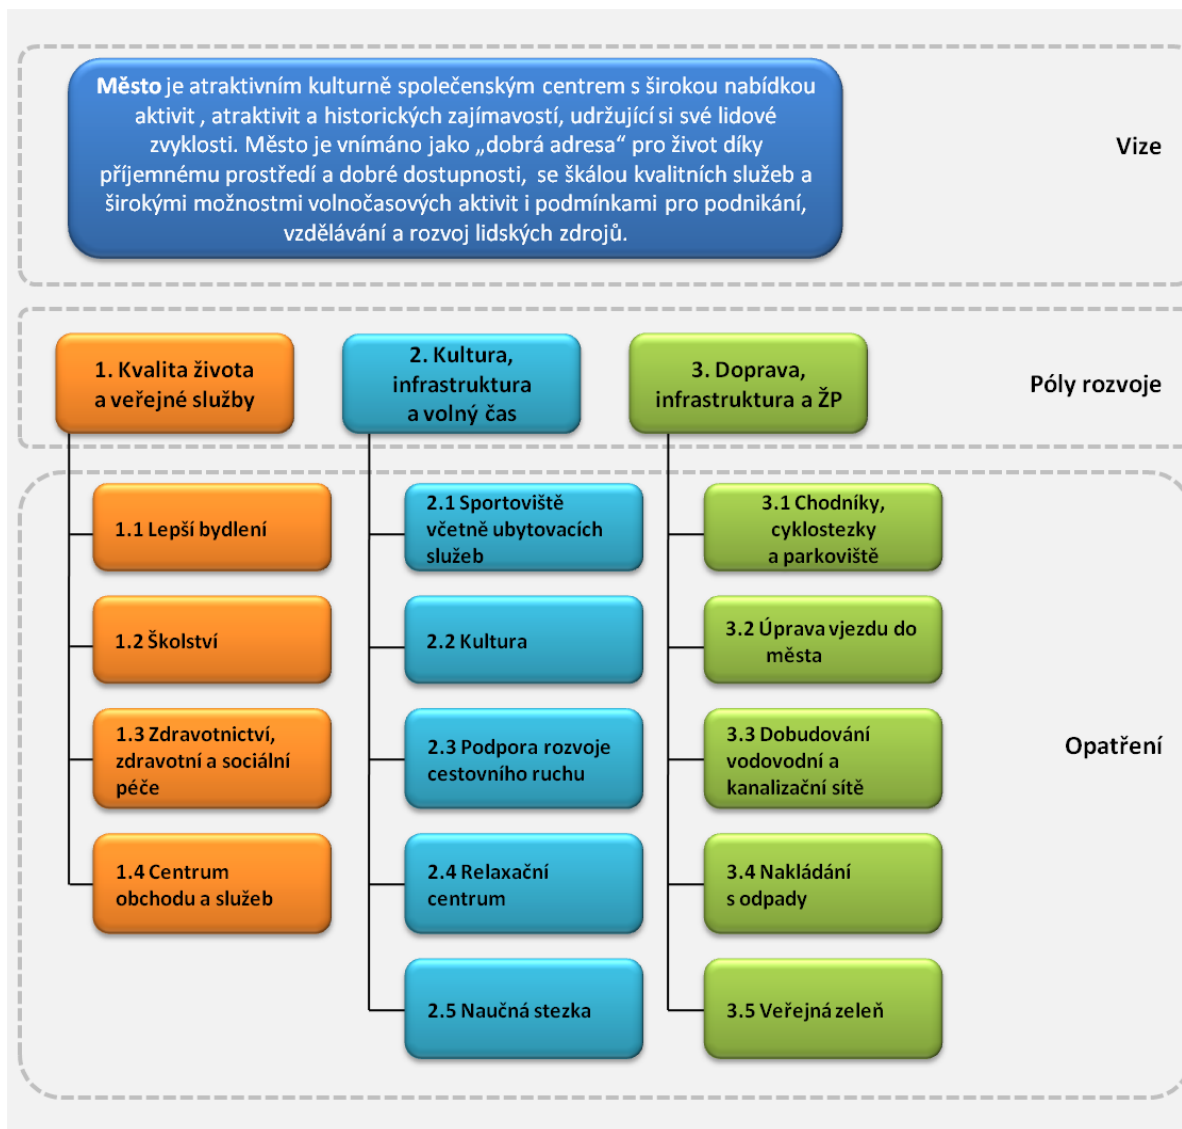 Město je atraktivním kulturně společenským centrem s širokou nabídkou
aktivit , atraktivit a historických zajímavostí, udržující si své lidové
zvyklosti. Město je vnímáno jako „dobrá adresa“ pro život díky
příjemnému prostředí a dobré dostupnosti, se škálou kvalitních služeb a
širokými možnostmi volnočasových aktivit i podmínkami pro podnikání,
vzdělávání a rozvoj lidských zdrojů.
Vize
1. Kvalita života
a veřejné služby
2. Kultura,
infrastruktura
a volný čas
3. Doprava,
infrastruktura a ŽP
Póly rozvoje
1.1 Lepší bydlení
1.2 Školství
1.3 Zdravotnictví,
zdravotní a sociální
péče
1.4 Centrum
obchodu a služeb
2.1 Sportoviště
včetně ubytovacích
služeb
2.2 Kultura
2.3 Podpora rozvoje
cestovního ruchu
2.4 Relaxační
centrum
2.5 Naučná stezka
3.1 Chodníky,
cyklostezky
a parkoviště
3.2 Úprava vjezdu do
města
3.3 Dobudování
vodovodní a
kanalizační sítě
3.4 Nakládání
s odpady
3.5 Veřejná zeleň
Opatření